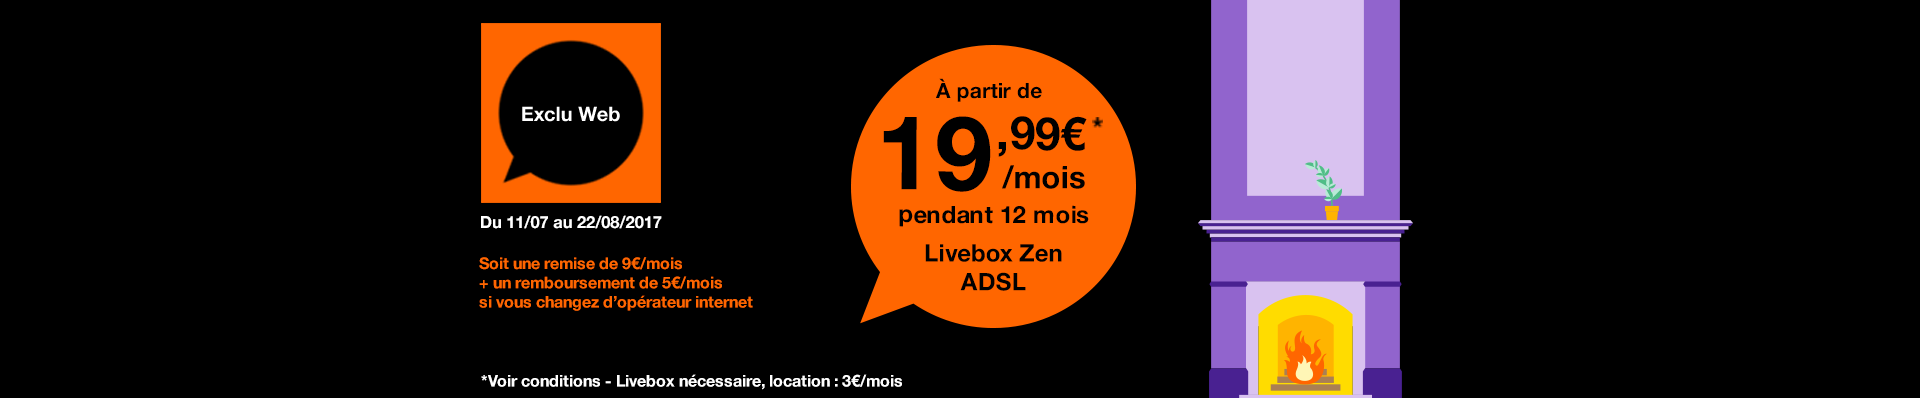 Exclu Web
Du 11/07 au 22/08/2017
Soit une remise de 9€/mois
+ un remboursement de 5€/mois
si vous changez d'opérateur internet
À partir de
19,99€*
/mois
pendant 12 mois
Livebox Zen
ADSL
*Voir conditions - Livebox nécessaire, location : 3€/mois